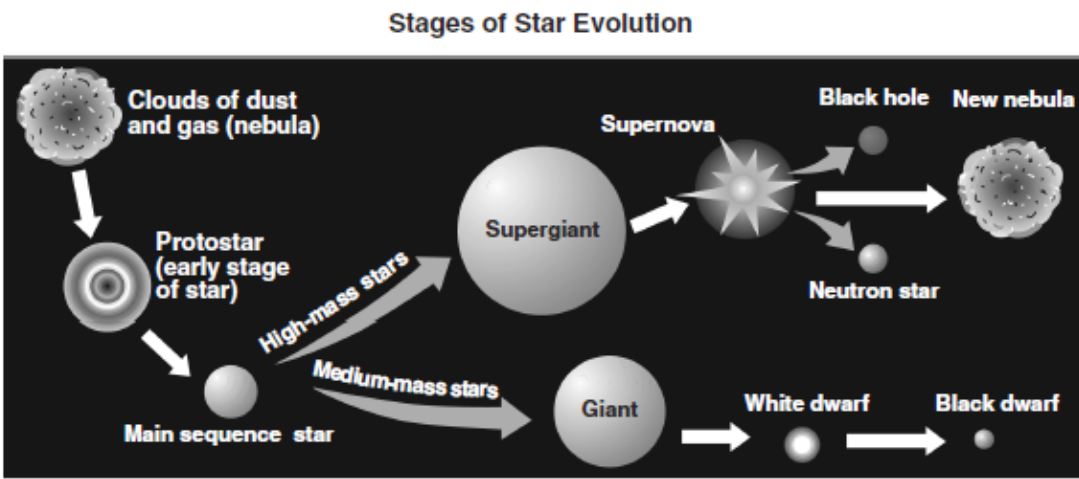 Stages of Star Evolution
Clouds of dust
and gas (nebula)
Protostar
(early stage
of star)
Main sequence star
High-mass stars
Medium-mass stars
Supergiant
Supernova
Black hole
New nebula
Neutron star
Giant
White dwarf
Black dwarf